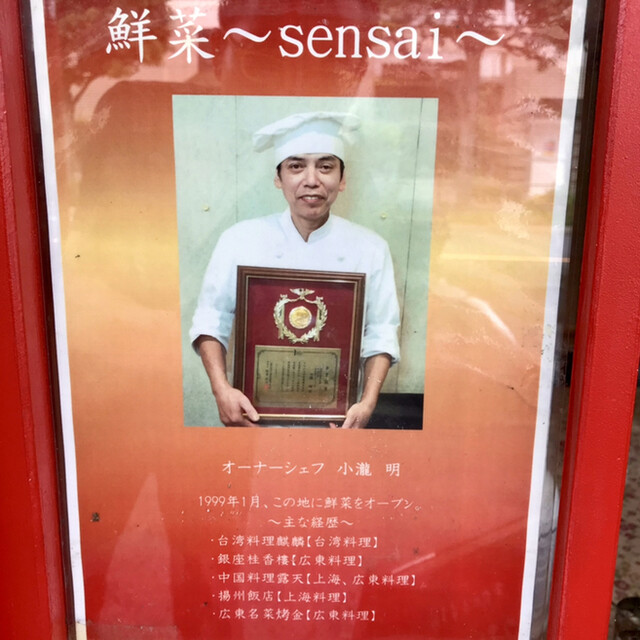 鮮菜～sensai～
オーナーシェフ 小瀧 明
1999年1月、この地に鮮菜をオープン。
～主な経歴～
・台湾料理麒麟【台湾料理】
・銀座桂香樓【広東料理】
・中国料理露天【上海、広東料理】
・揚州飯店【上海料理】
・広東名菜烤金【広東料理】